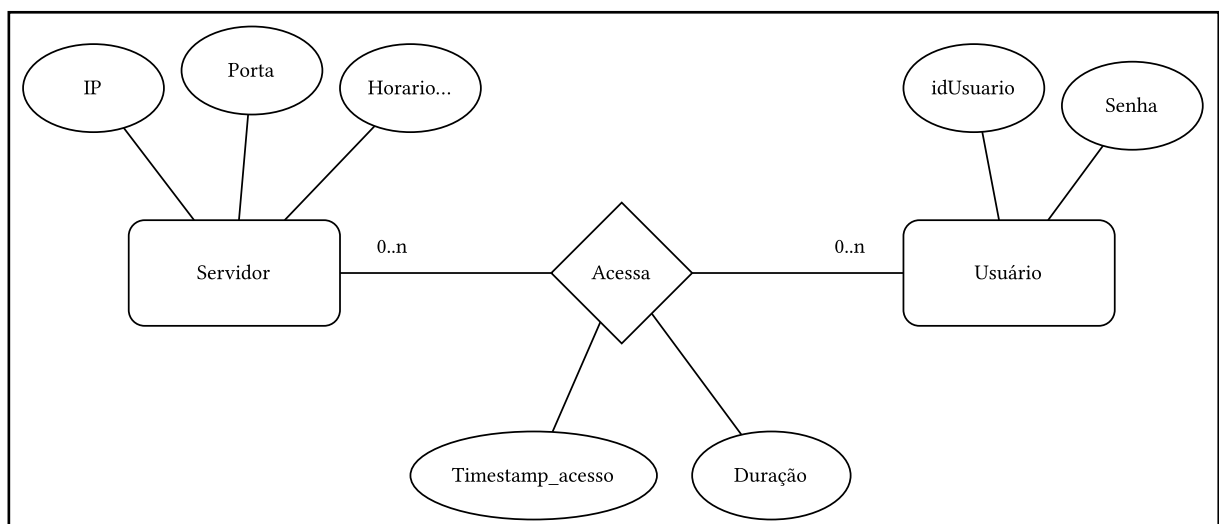 IP
Porta
Horario...
idUsuario
Senha
Servidor
0..n
Acessa
0..n
Usuário
Timestamp_acesso
Duração